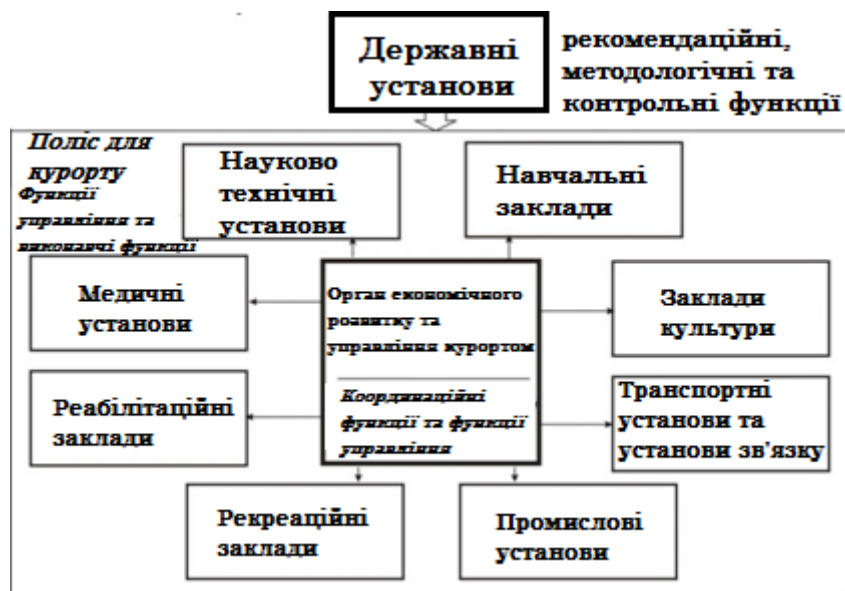 Державні
установи
рекомендаційні,
методологічні та
контрольні функції
Поліс для
курорту
Функції
управління та
виконавчі функції
Науково
технічні
установи
Навчальні
заклади
Медичні
установи
Орган економічного
розвитку та
управління курортом
Координаційні
функції та функції
управління
Заклади
культури
Реабілітаційні
заклади
Транспортні
установи та
установи зв'язку
Рекреаційні
заклади
Промислові
установи